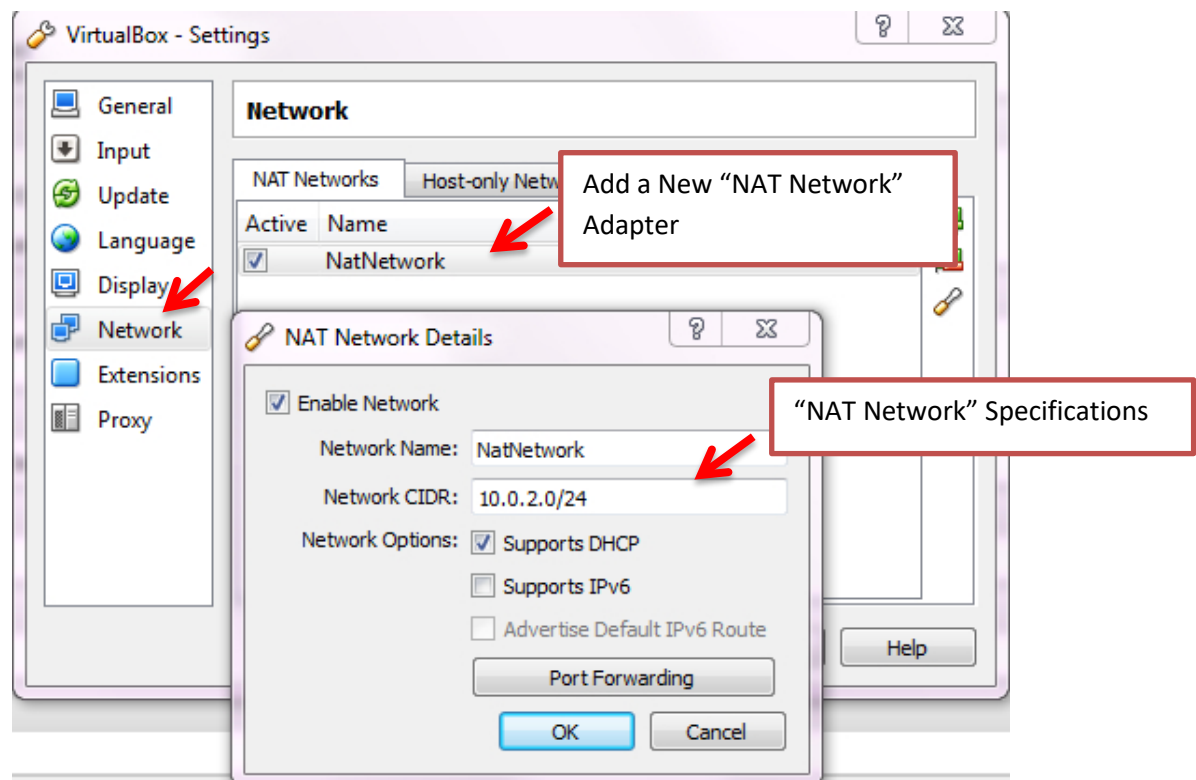 VirtualBox - Settings
General
Input
Update
Language
Display
Network
Extensions
Proxy
Network
NAT Networks
Host-only Netw
Active Name
NatNetwork
Add a New “NAT Network”
Adapter
NAT Network Details
Enable Network
Network Name: NatNetwork
Network CIDR: 10.0.2.0/24
Network Options: Supports DHCP
Supports IPv6
Advertise Default IPv6 Route
Port Forwarding
OK Cancel
“NAT Network” Specifications
Help